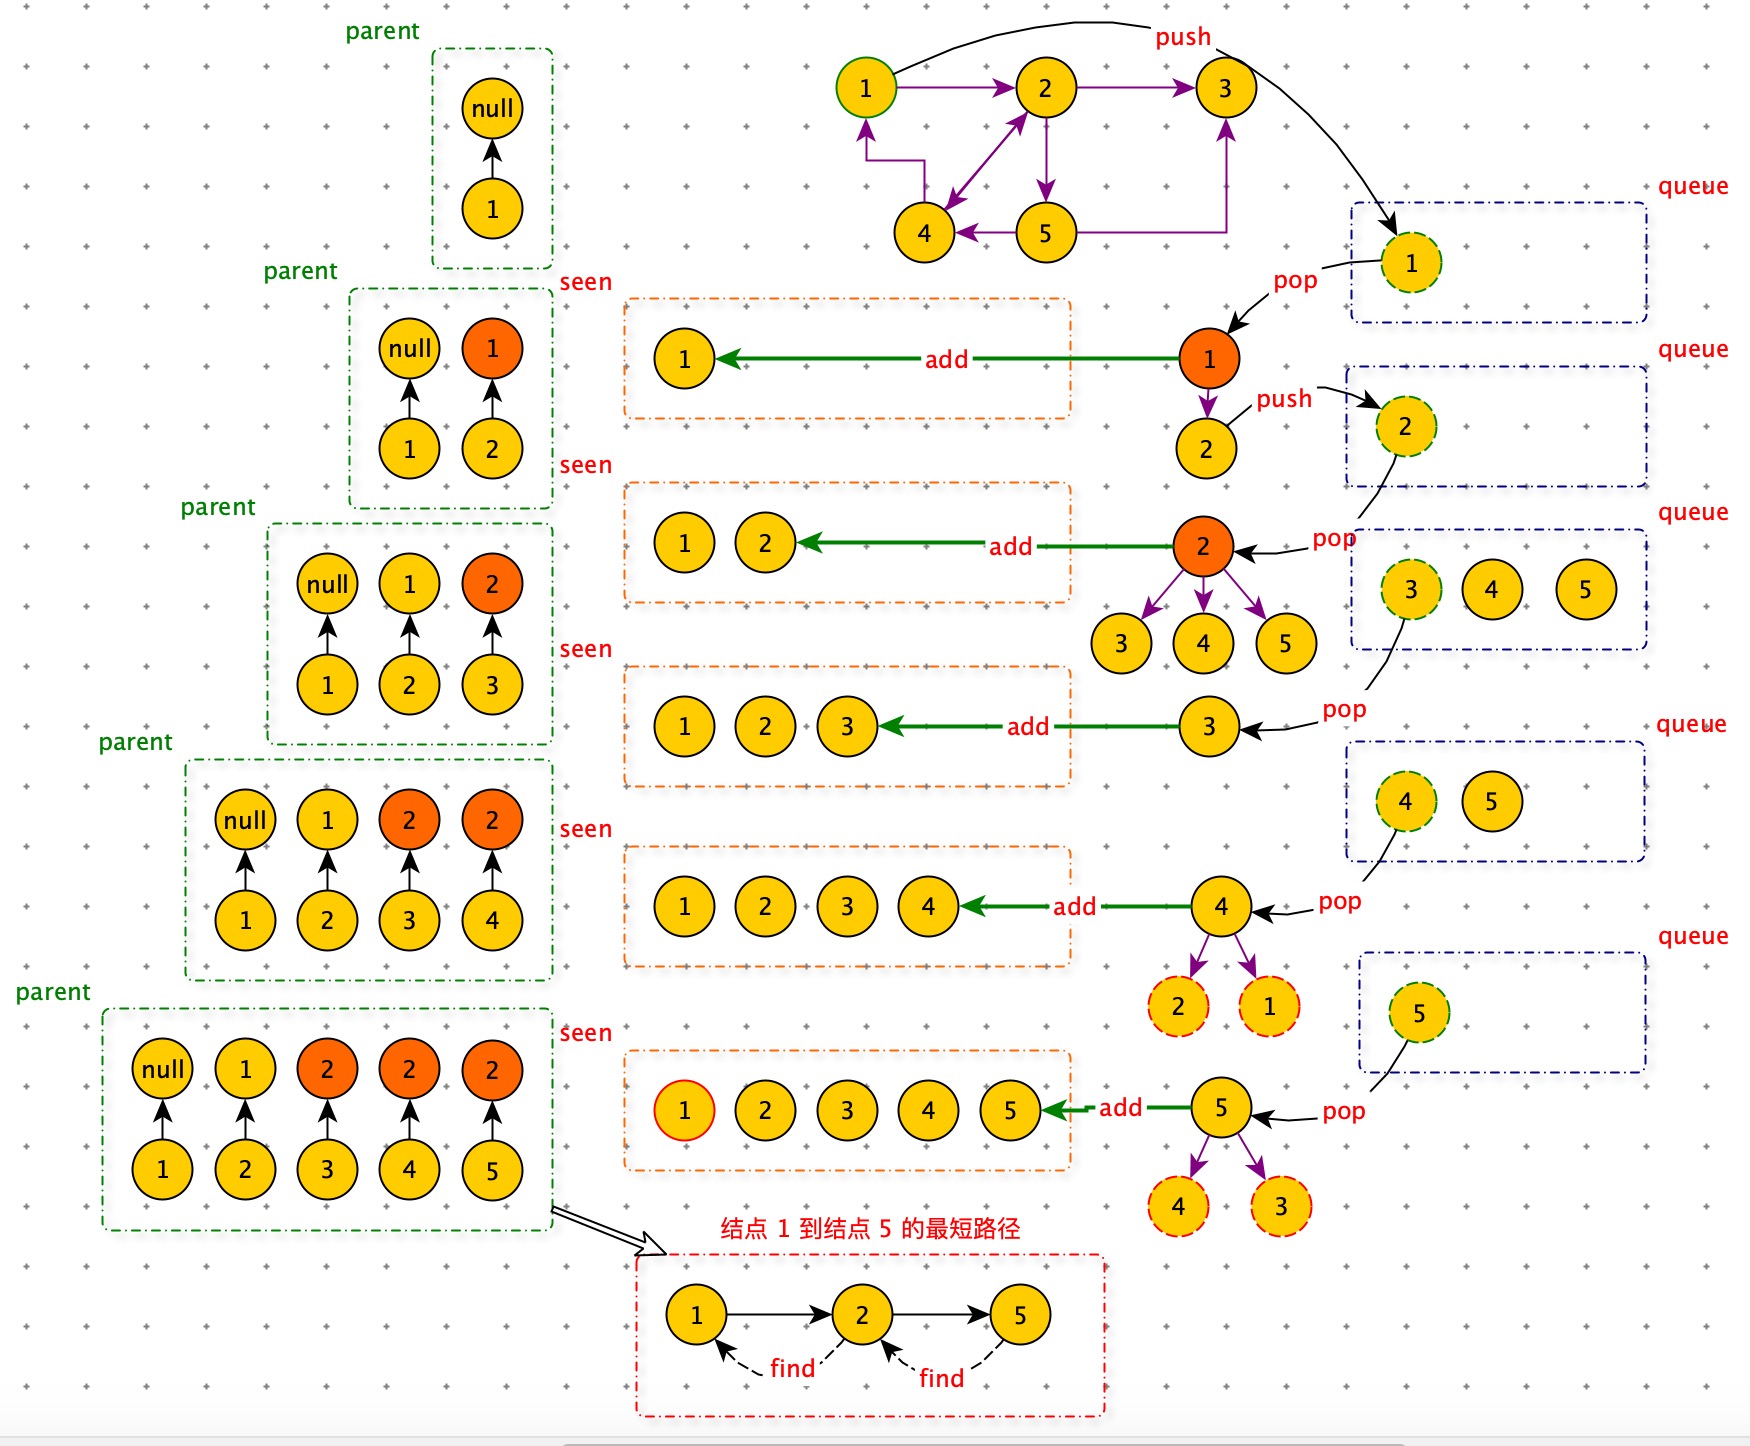 parent
null
1
push
1 2 3
4 5
queue
1
parent
null 1
1 2
seen
1
add
pop
1
2
push
queue
2
parent
null 1 2
1 2 3
seen
1 2
add
2
pop
3 4 5
queue
3 4 5
seen
1 2 3
add
3
pop
parent
null 1 2 2
1 2 3 4
queue
4 5
seen
1 2 3 4
add
4
pop
2 1
queue
5
parent
null 1 2 2 2
1 2 3 4 5
seen
1 2 3 4 5
add
5
pop
4 3
结点 1 到结点 5 的最短路径
1 2 5
find find